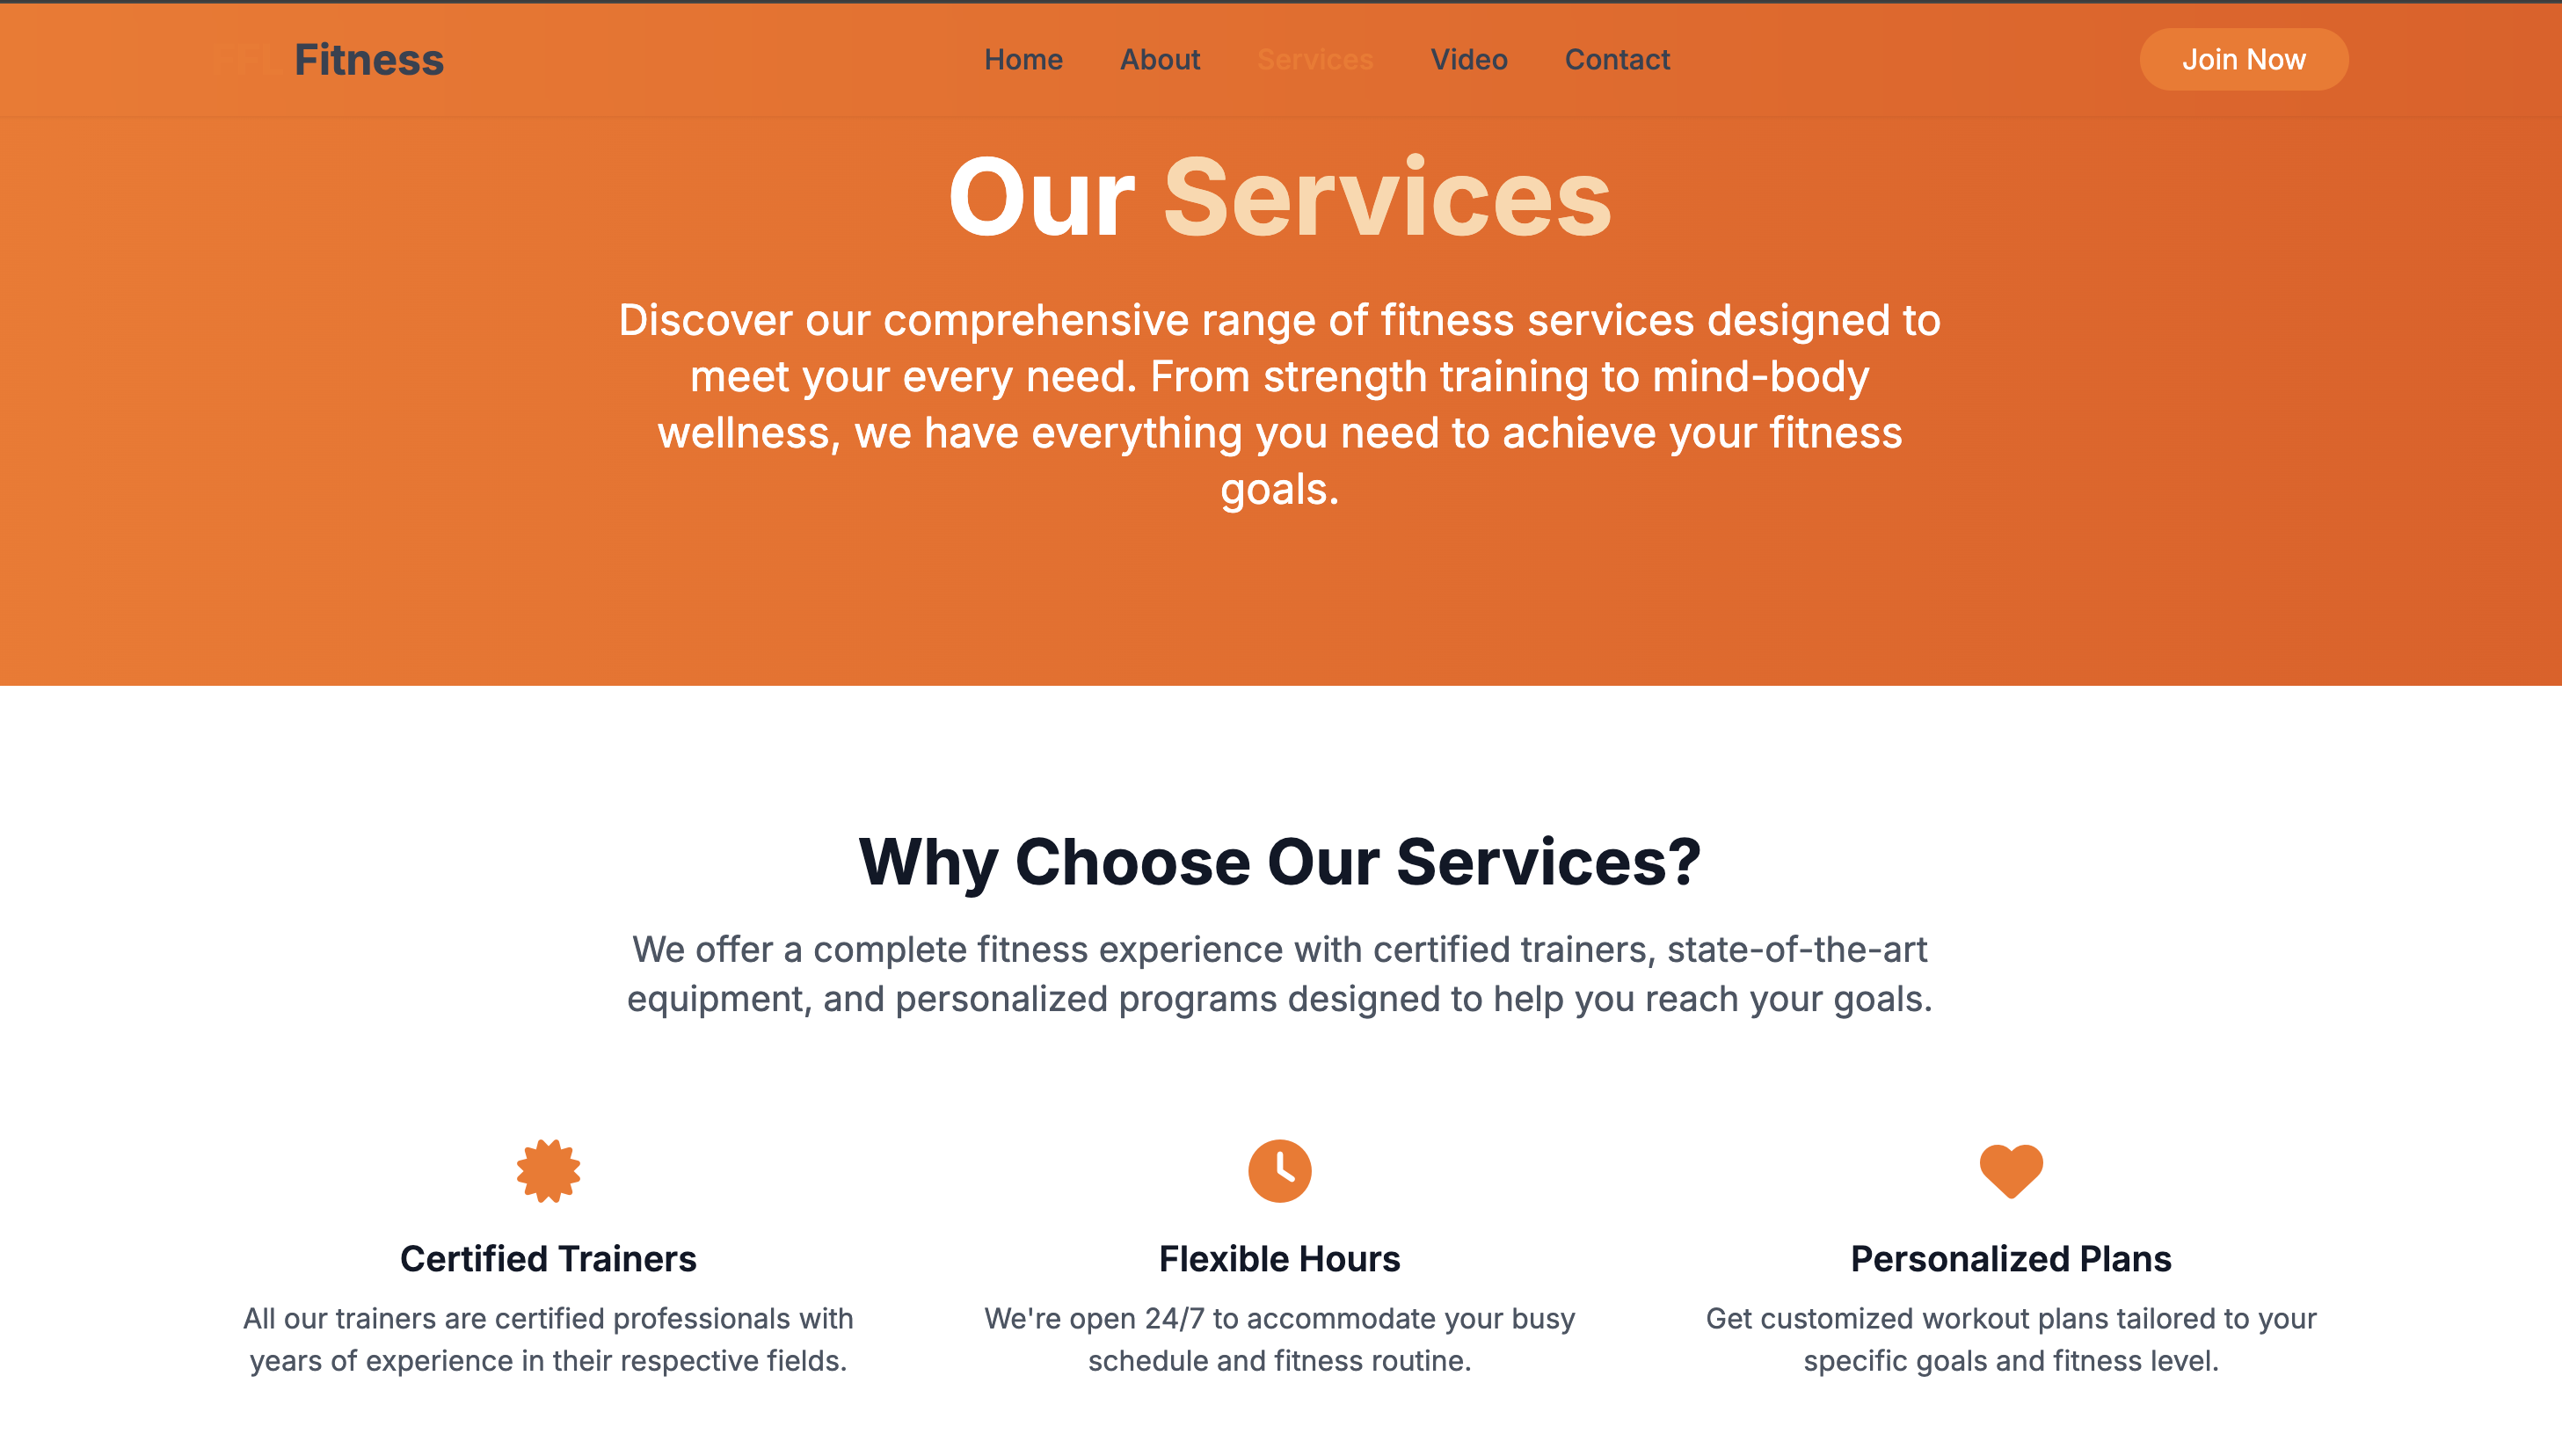 FFL Fitness
Home About Services Video Contact
Join Now
Our Services
Discover our comprehensive range of fitness services designed to
meet your every need. From strength training to mind-body
wellness, we have everything you need to achieve your fitness
goals.
Why Choose Our Services?
We offer a complete fitness experience with certified trainers, state-of-the-art
equipment, and personalized programs designed to help you reach your goals.
Certified Trainers
All our trainers are certified professionals with
years of experience in their respective fields.
Flexible Hours
We're open 24/7 to accommodate your busy
schedule and fitness routine.
Personalized Plans
Get customized workout plans tailored to your
specific goals and fitness level.